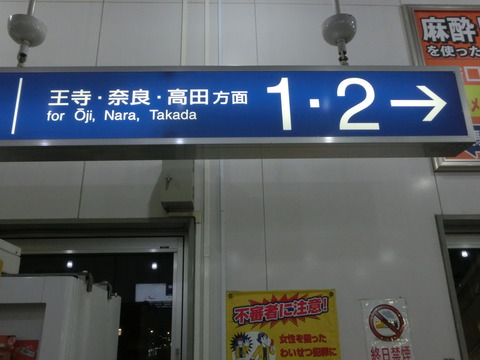 王寺・奈良・高田方面
for Ōji, Nara, Takada
1・2→
麻酔
を使った
不審者に注意!
女性を狙った
わいせつ犯罪に
終日禁煙